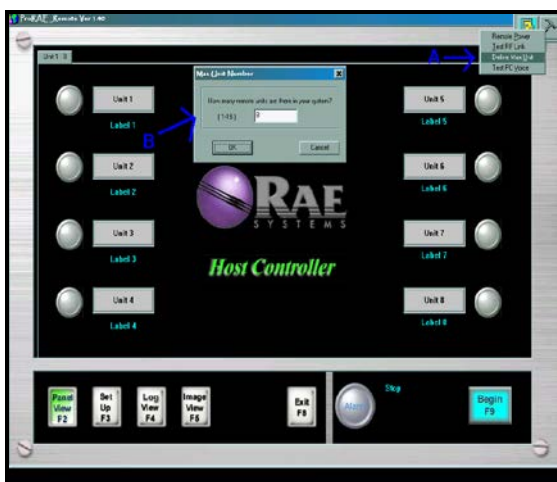 ProRAE_Remote Ver 1.40
Remote Power
Test RF Link
Define Max Unit
Test PC Voice
A
Unit 1 8
Max Unit Number
How many remote units are there in your system?
(1-16)
8
OK
Cancel
B
Unit 1
Label 1
Unit 2
Label 2
Unit 3
Label 3
Unit 4
Label 4
Unit 5
Label 5
Unit 6
Label 6
Unit 7
Label 7
Unit 8
Label 8
RAE
SYSTEMS
Host Controller
Panel
View
F2
Set
Up
F3
Log
View
F4
Image
View
F5
Exit
F8
Alarm
Stop
Begin
F9